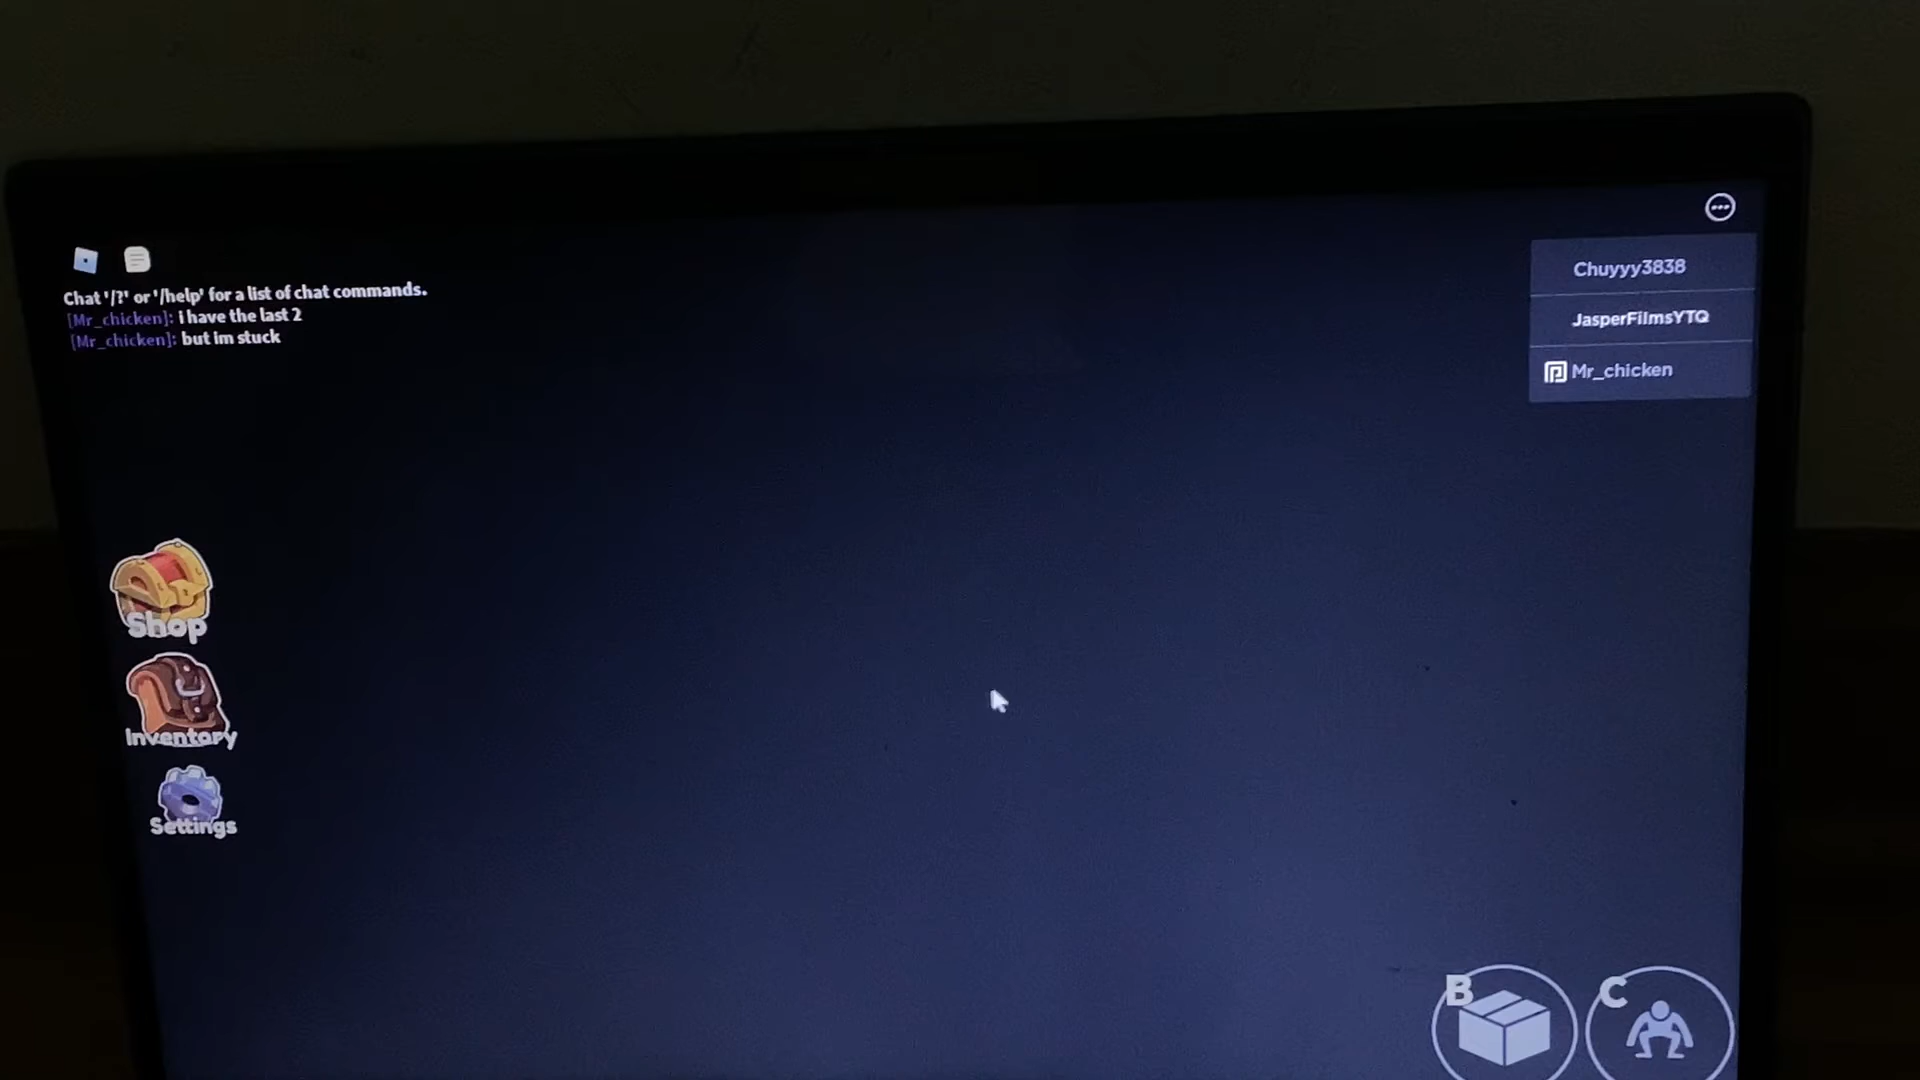 Chat '/?' or '/help' for a list of chat commands.
[Mr_chicken]: i have the last 2
[Mr_chicken]: but im stuck
Chuyyy3838
JasperFilmsYTQ
Mr_chicken
Shop
Inventory
Settings
B
C